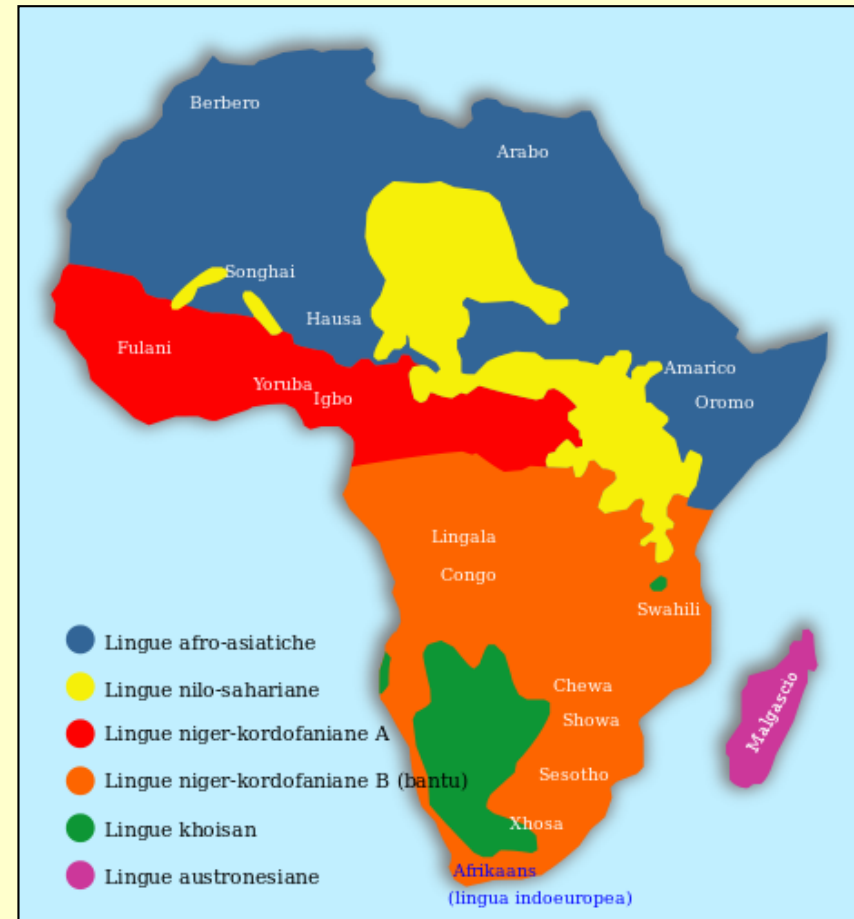 Berbero
Arabo
Songhai
Hausa
Fulani
Amarico
Yoruba
Igbo
Oromo
Lingala
Congo
Swahili
Chewa
Showa
Sesotho
Xhosa
Malgascio
Afrikaans
(lingua indoeuropea)
Lingue afro-asiatiche
Lingue nilo-sahariane
Lingue niger-kordofaniane A
Lingue niger-kordofaniane B (bantu)
Lingue khoisan
Lingue austronesiane